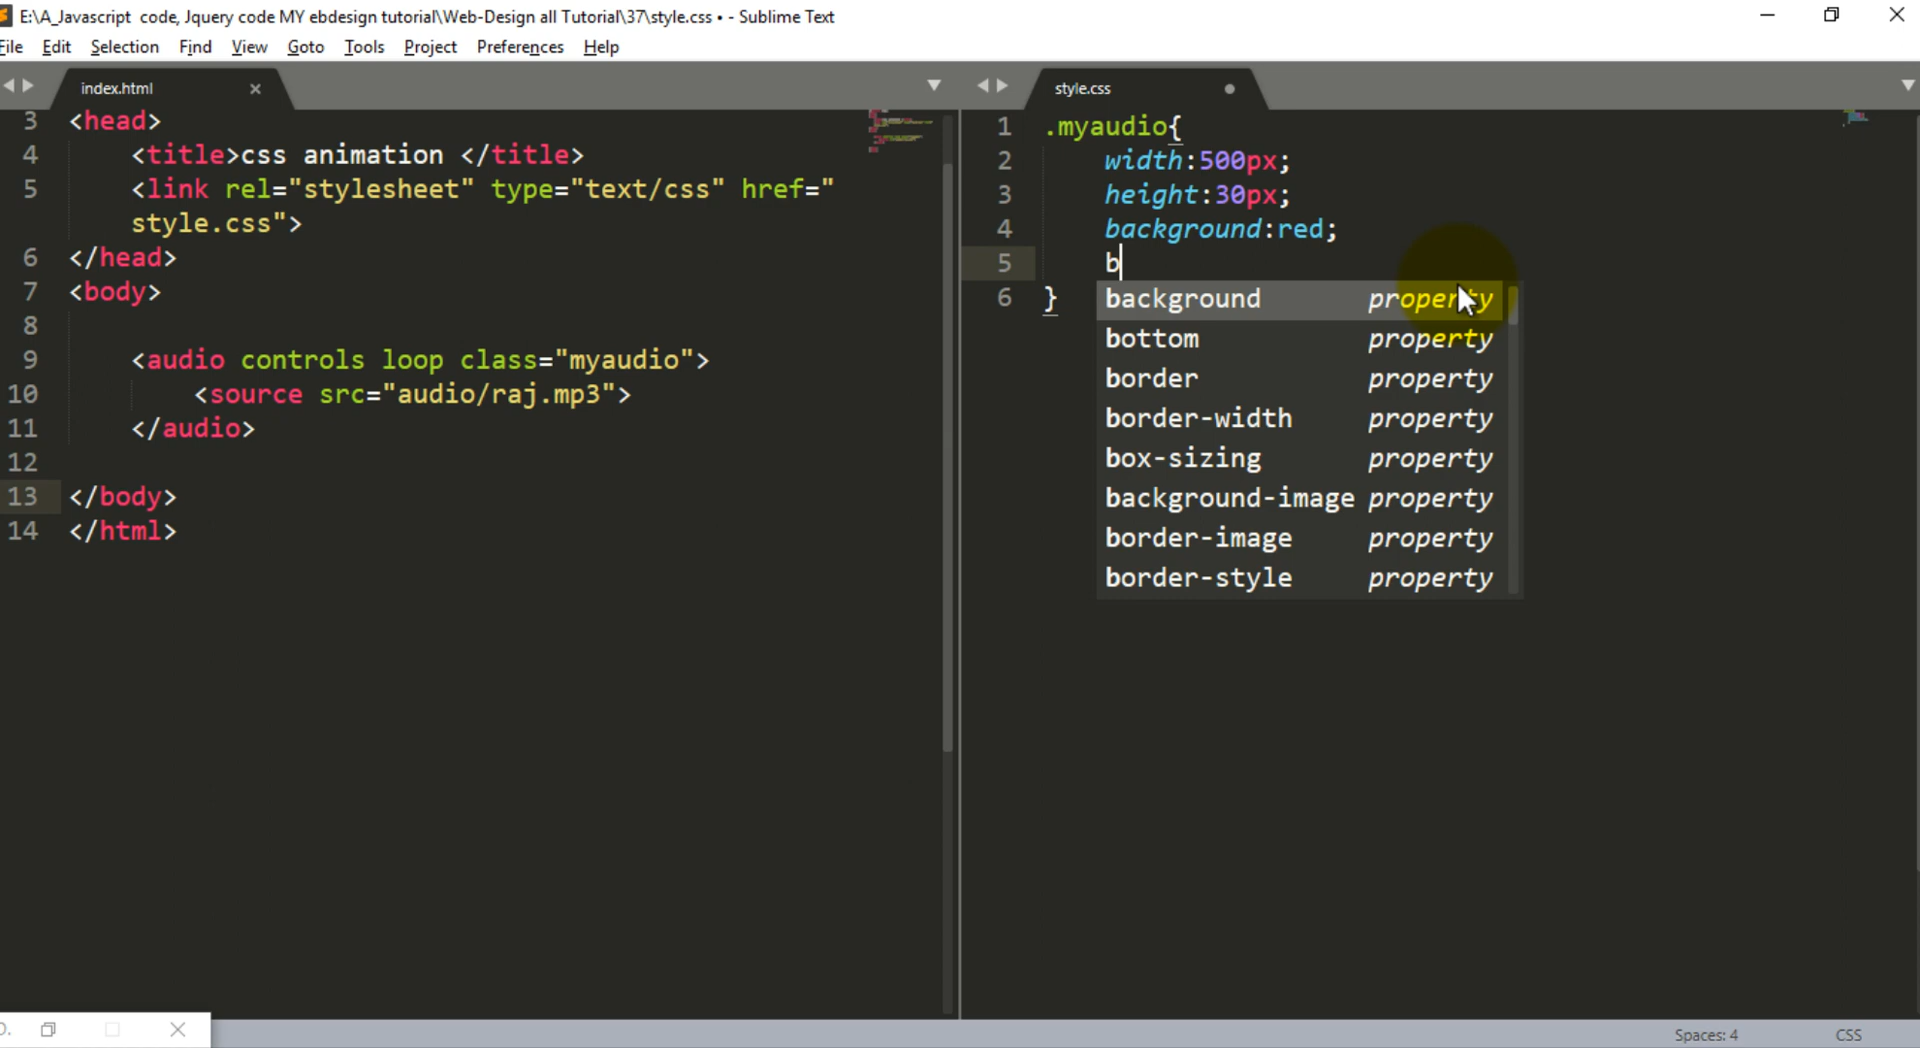 E:\A_Javascript  code, Jquery code MY ebdesign tutorial\Web-Design all Tutorial\37\style.css • - Sublime Text
File Edit Selection Find View Goto Tools Project Preferences Help
index.html
3 <head>
4 <title>css animation </title>
5 <link rel="stylesheet" type="text/css" href="
style.css">
6 </head>
7 <body>
8
9 <audio controls loop class="myaudio">
10 <source src="audio/raj.mp3">
11 </audio>
12
13 </body>
14 </html>
style.css
1 .myaudio{
2 width:500px;
3 height:30px;
4 background:red;
5 b
6 }
background property
bottom property
border property
border-width property
box-sizing property
background-image property
border-image property
border-style property
Spaces: 4 CSS